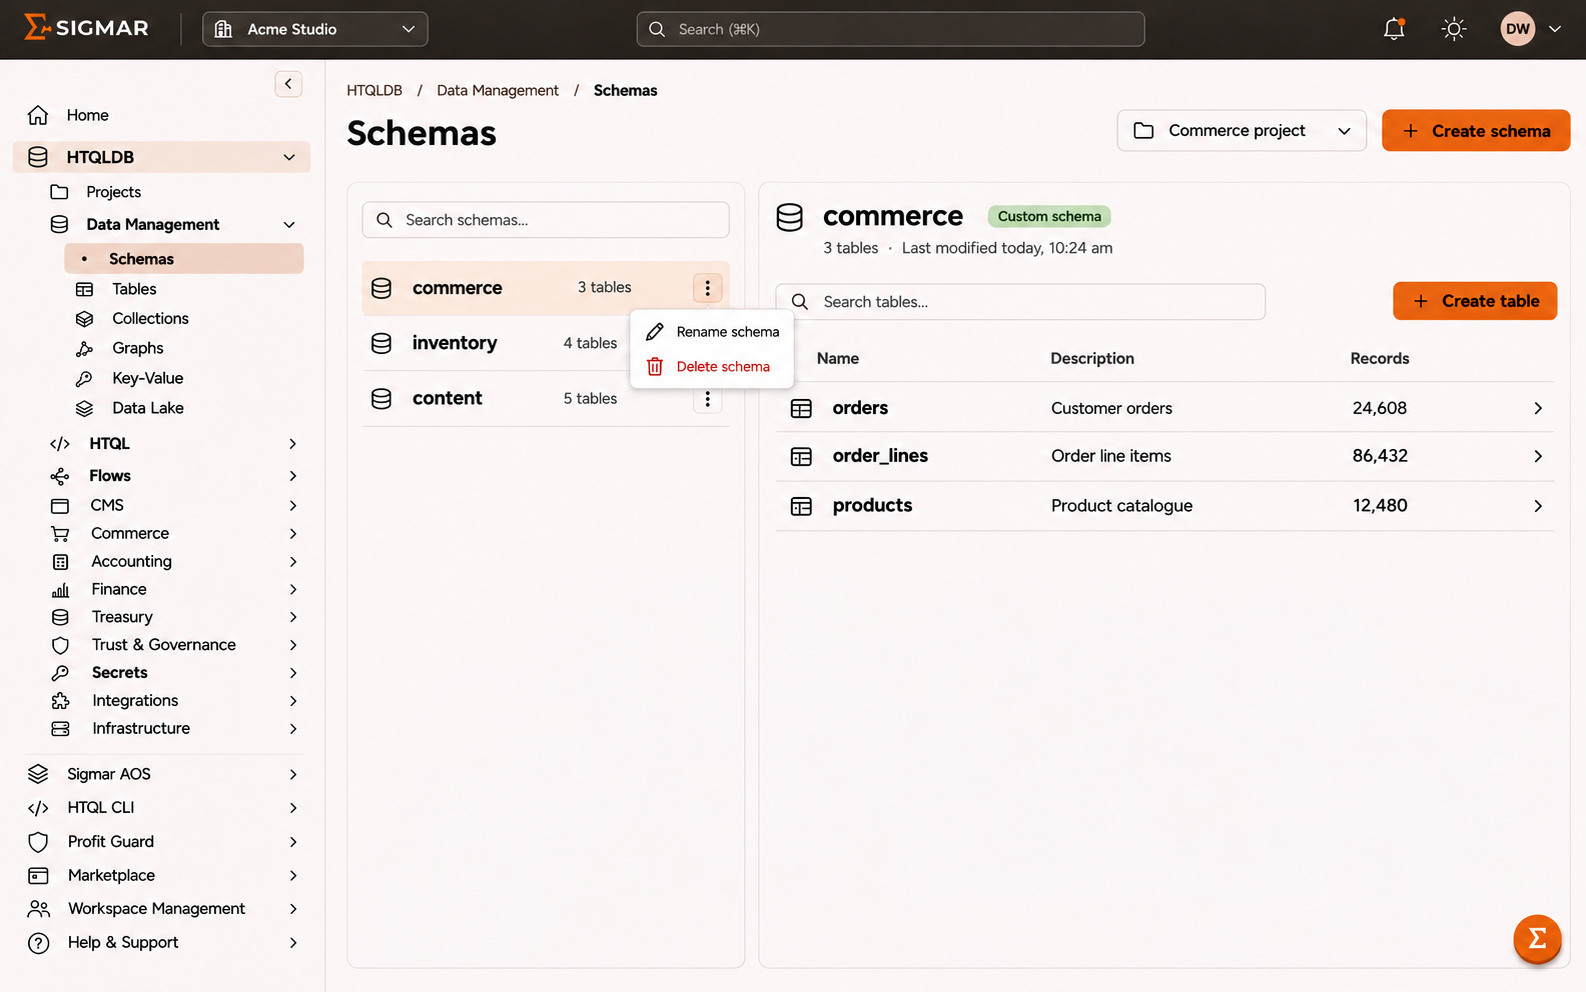 SIGMAR
Acme Studio
Search (⌘K)
DW
Home
HTQLDB
Projects
Data Management
Schemas
Tables
Collections
Graphs
Key-Value
Data Lake
HTQL
Flows
CMS
Commerce
Accounting
Finance
Treasury
Trust & Governance
Secrets
Integrations
Infrastructure
Sigmar AOS
HTQL CLI
Profit Guard
Marketplace
Workspace Management
Help & Support
HTQLDB / Data Management / Schemas
Schemas
Commerce project
+ Create schema
Search schemas...
commerce 3 tables
inventory 4 tables
content 5 tables
Rename schema
Delete schema
commerce Custom schema
3 tables · Last modified today, 10:24 am
Search tables...
+ Create table
Name Description Records
orders Customer orders 24,608
order_lines Order line items 86,432
products Product catalogue 12,480
Σ